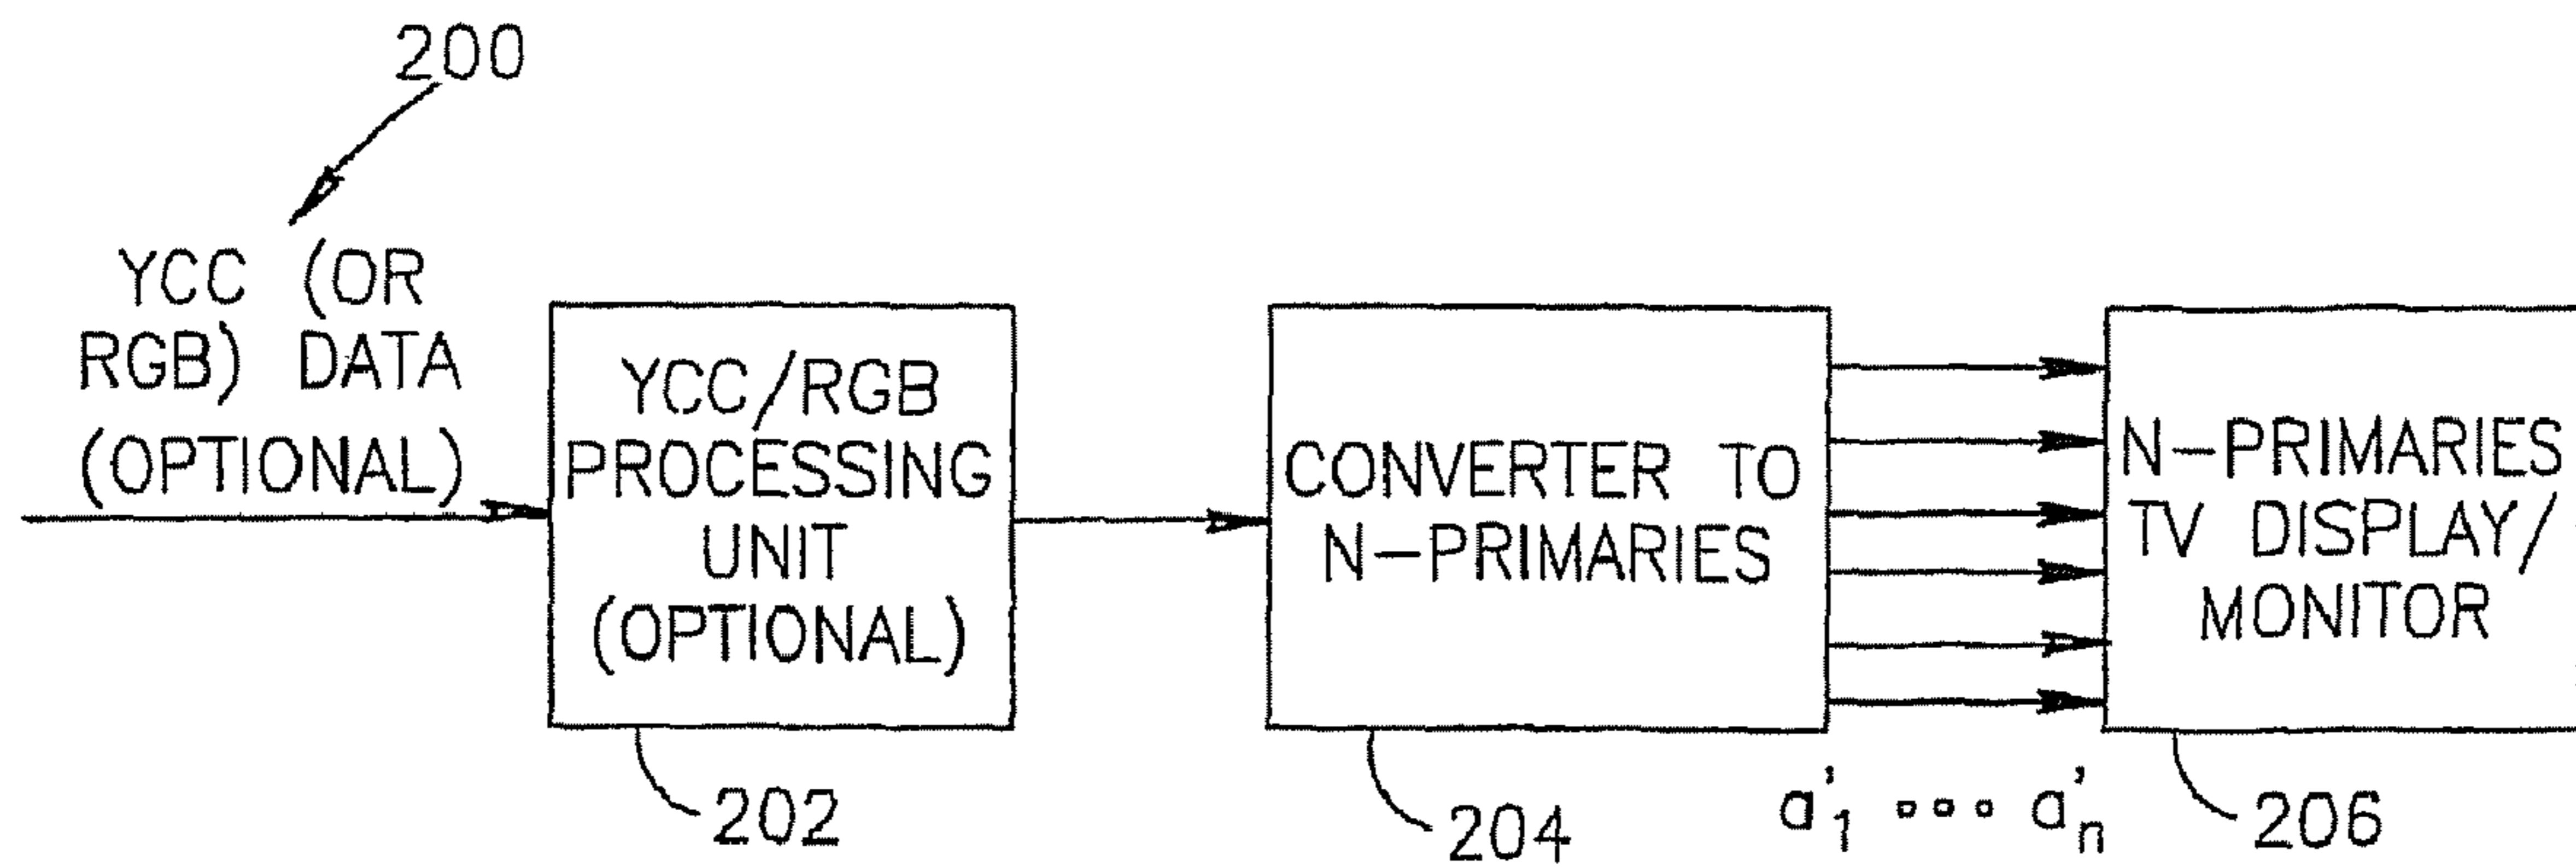 200
YCC (OR
RGB) DATA
(OPTIONAL)
YCC/RGB
PROCESSING
UNIT
(OPTIONAL)
202
CONVERTER TO
N-PRIMARIES
204
a'1 ∘∘∘ a'n
N-PRIMARIES
TV DISPLAY/
MONITOR
206